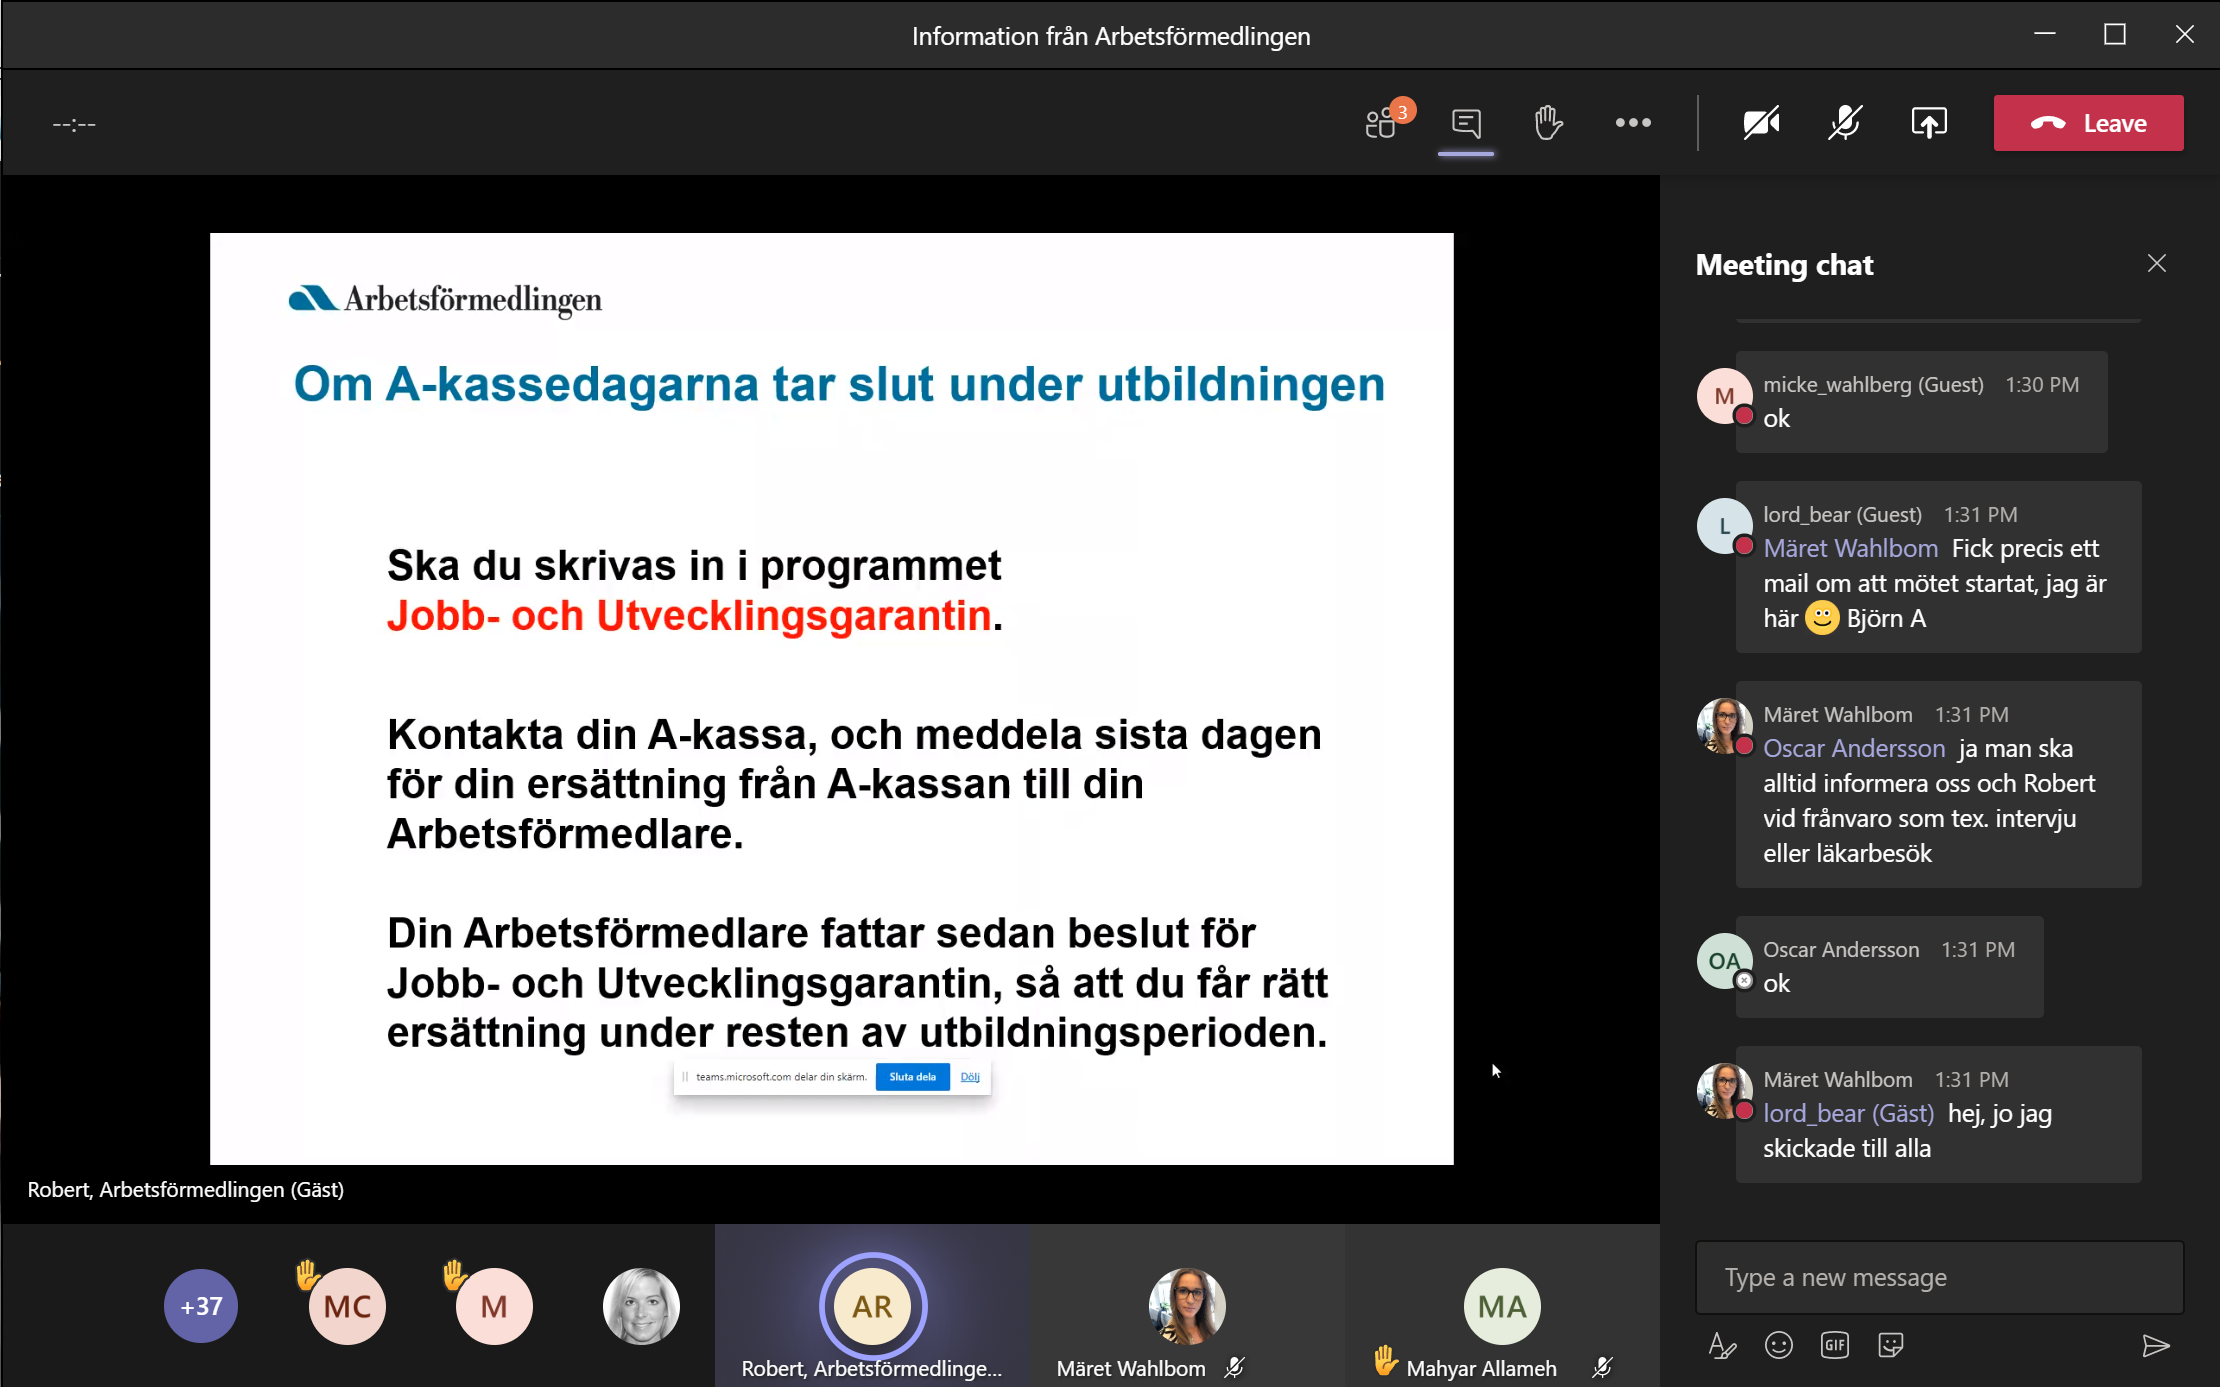 Information från Arbetsförmedlingen
--:--
3
Leave
Arbetsförmedlingen
Om A-kassedagarna tar slut under utbildningen
Ska du skrivas in i programmet
Jobb- och Utvecklingsgarantin.
Kontakta din A-kassa, och meddela sista dagen
för din ersättning från A-kassan till din
Arbetsförmedlare.
Din Arbetsförmedlare fattar sedan beslut för
Jobb- och Utvecklingsgarantin, så att du får rätt
ersättning under resten av utbildningsperioden.
teams.microsoft.com delar din skärm. Sluta dela Dölj
Robert, Arbetsförmedlingen (Gäst)
+37
MC
M
AR
Robert, Arbetsförmedlinge...
Märet Wahlbom
MA
Mahyar Allameh
Meeting chat
M
micke_wahlberg (Guest) 1:30 PM
ok
L
lord_bear (Guest) 1:31 PM
Märet Wahlbom Fick precis ett
mail om att mötet startat, jag är
här 🙂 Björn A
Märet Wahlbom 1:31 PM
Oscar Andersson ja man ska
alltid informera oss och Robert
vid frånvaro som tex. intervju
eller läkarbesök
OA
Oscar Andersson 1:31 PM
ok
Märet Wahlbom 1:31 PM
lord_bear (Gäst) hej, jo jag
skickade till alla
Type a new message
GIF